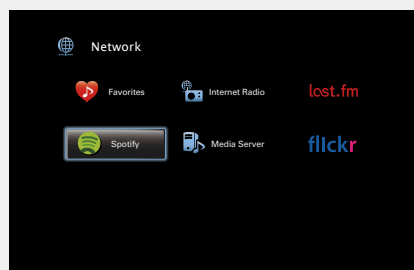 Network
Favorites
Internet Radio
lost.fm
Spotify
Media Server
flIckr